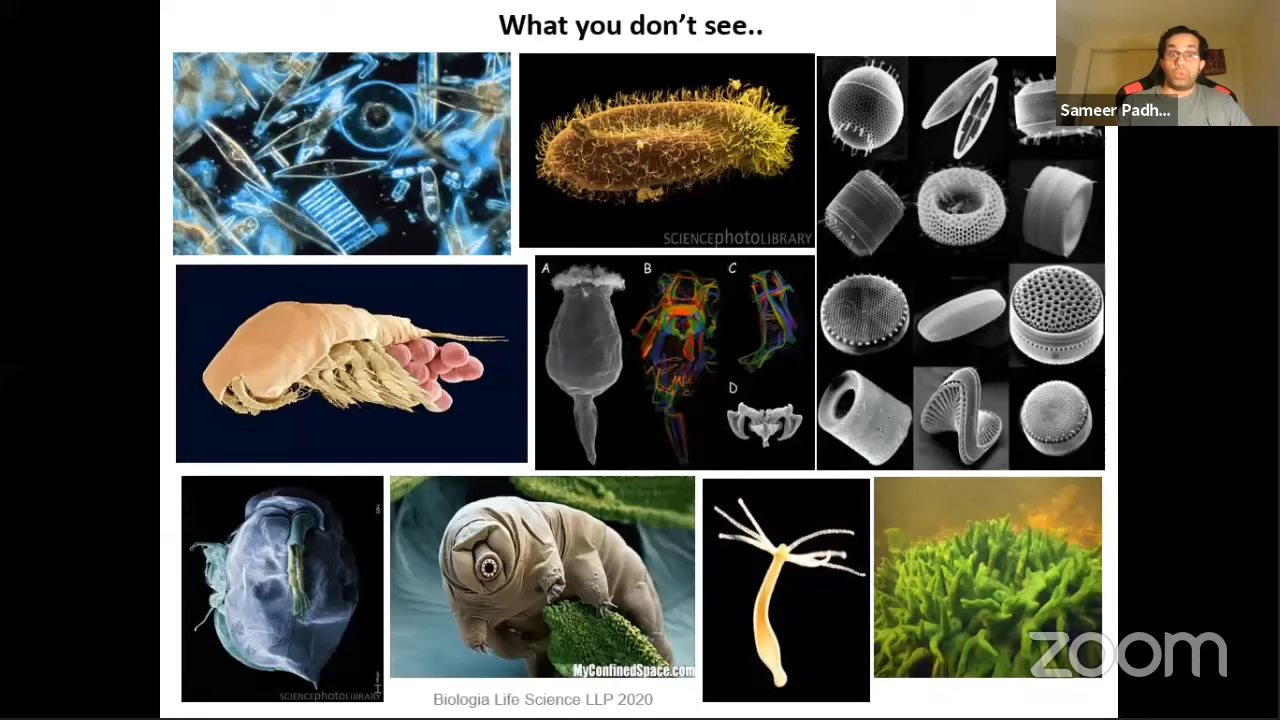 What you don't see..
Sameer Padh...
SCIENCEPHOTOLIBRARY
A
B
C
D
SCIENCEPHOTOLIBRARY
MyConfinedSpace.com
Biologia Life Science LLP 2020
zoom